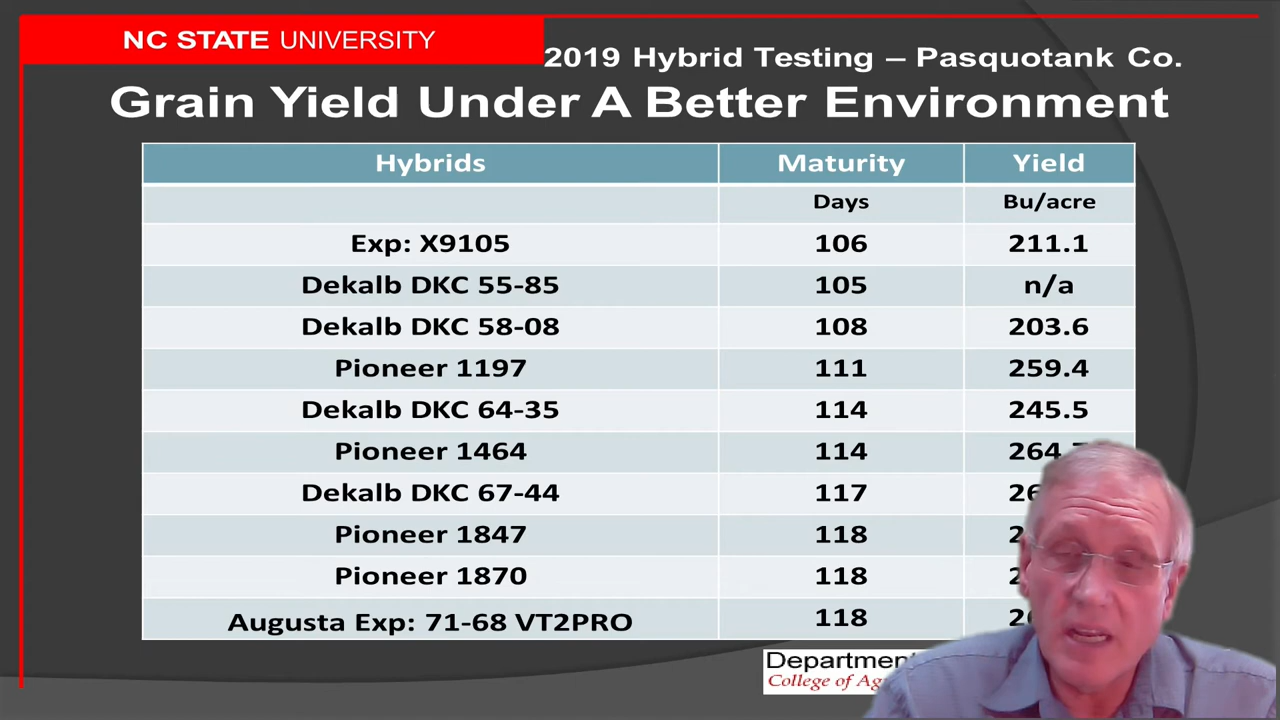 NC STATE UNIVERSITY
2019 Hybrid Testing – Pasquotank Co.
Grain Yield Under A Better Environment
Hybrids Maturity Yield
Days Bu/acre
Exp: X9105 106 211.1
Dekalb DKC 55-85 105 n/a
Dekalb DKC 58-08 108 203.6
Pioneer 1197 111 259.4
Dekalb DKC 64-35 114 245.5
Pioneer 1464 114
Dekalb DKC 67-44 117
Pioneer 1847 118
Pioneer 1870 118
Augusta Exp: 71-68 VT2PRO 118
Department
College of